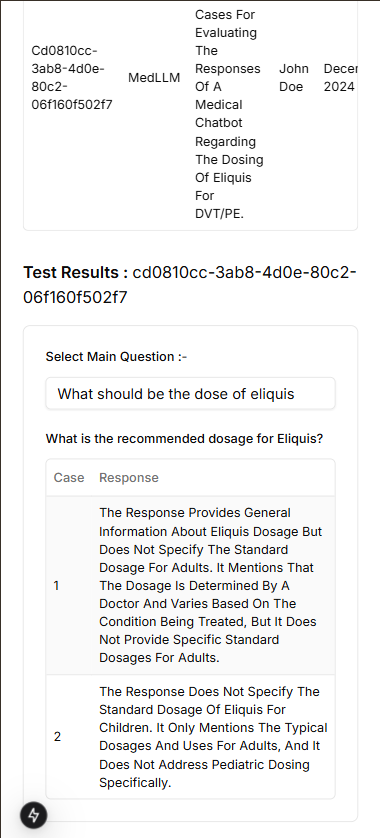 Cases For
Evaluating
The
Cd0810cc-
3ab8-4d0e-
80c2-
06f160f502f7
MedLLM
Responses
Of A
Medical
Chatbot
Regarding
The Dosing
Of Eliquis
For
DVT/PE.
John
Doe
2024
Test Results : cd0810cc-3ab8-4d0e-80c2-
06f160f502f7
Select Main Question :-
What should be the dose of eliquis
What is the recommended dosage for Eliquis?
Case Response
1
The Response Provides General
Information About Eliquis Dosage But
Does Not Specify The Standard
Dosage For Adults. It Mentions That
The Dosage Is Determined By A
Doctor And Varies Based On The
Condition Being Treated, But It Does
Not Provide Specific Standard
Dosages For Adults.
2
The Response Does Not Specify The
Standard Dosage Of Eliquis For
Children. It Only Mentions The Typical
Dosages And Uses For Adults, And It
Does Not Address Pediatric Dosing
Specifically.